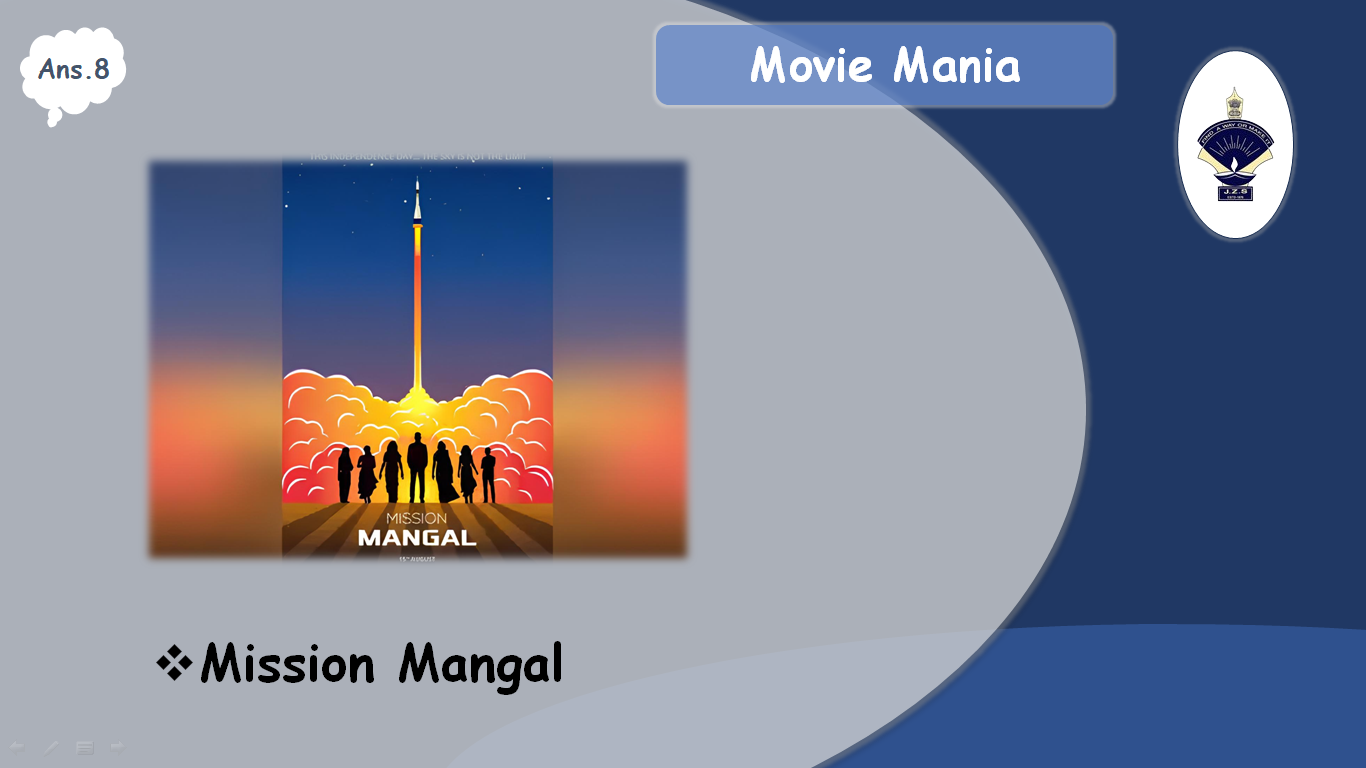 Ans.8
Movie Mania
FIND A WAY OR MAKE IT
J.Z.S
THIS INDEPENDENCE DAY... THE SKY IS NOT THE LIMIT
MISSION
MANGAL
15TH AUGUST
❖Mission Mangal